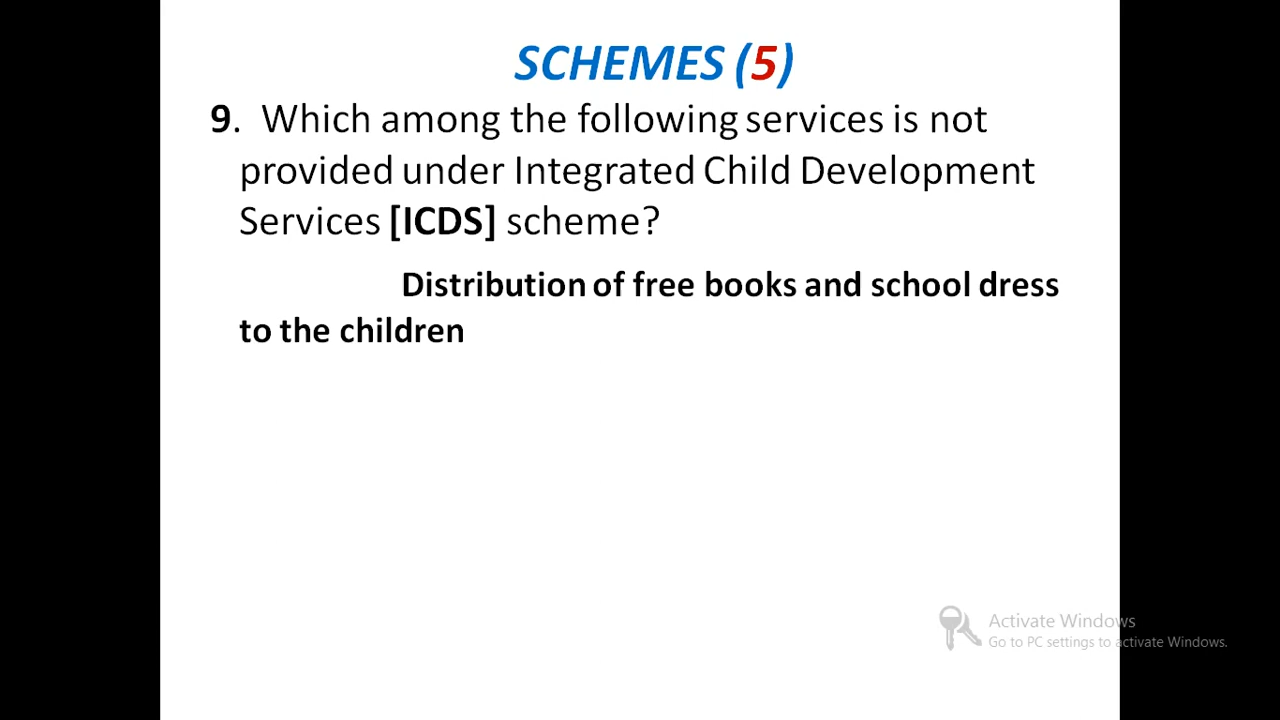 SCHEMES (5)
9. Which among the following services is not
provided under Integrated Child Development
Services [ICDS] scheme?
Distribution of free books and school dress
to the children
Activate Windows
Go to PC settings to activate Windows.